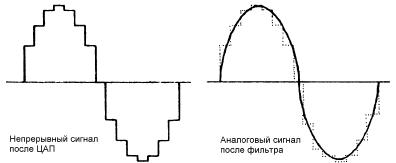 Непрерывный сигнал
после ЦАП
Аналоговый сигнал
после фильтра